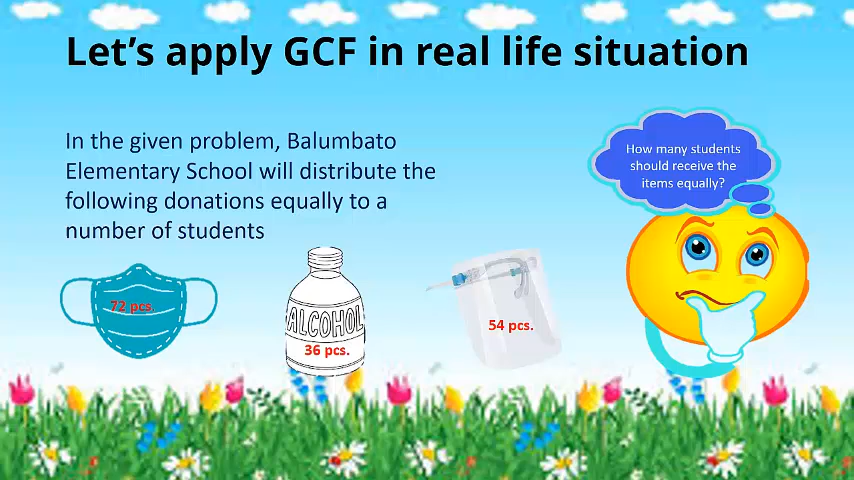 Let's apply GCF in real life situation
In the given problem, Balumbato
Elementary School will distribute the
following donations equally to a
number of students
How many students
should receive the
items equally?
72 pcs.
ALCOHOL
36 pcs.
54 pcs.